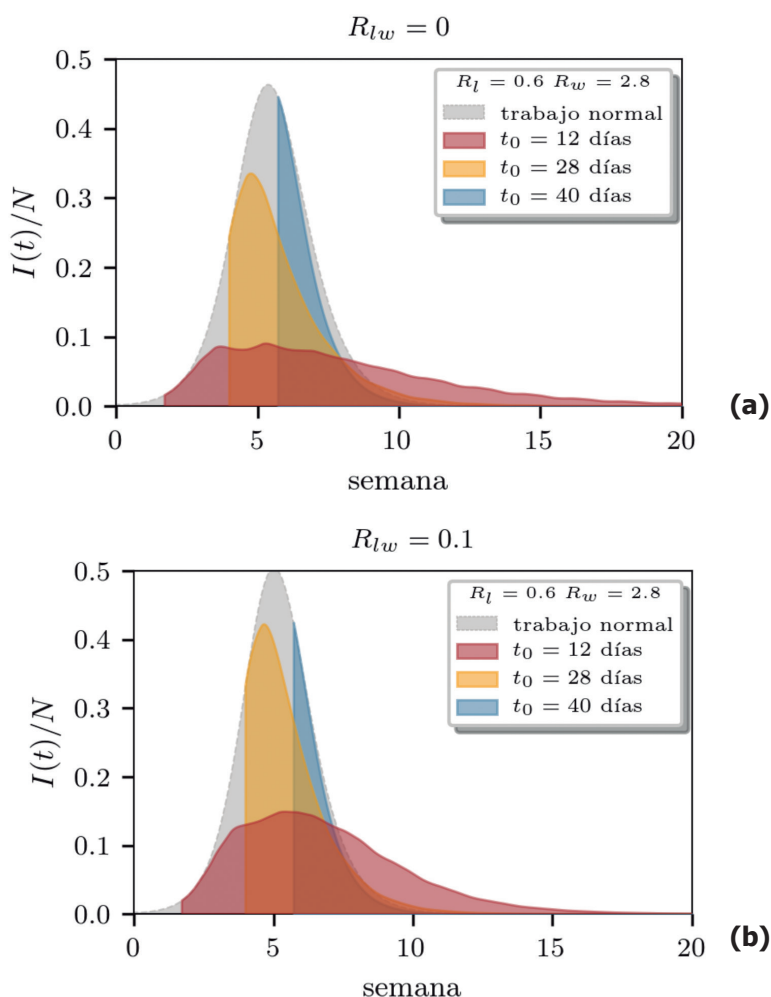 R_{lw} = 0
R_l = 0.6 R_w = 2.8
trabajo normal
t_0 = 12 días
t_0 = 28 días
t_0 = 40 días
I(t)/N
0.5
0.4
0.3
0.2
0.1
0.0
0 5 10 15 20
semana
(a)
R_{lw} = 0.1
R_l = 0.6 R_w = 2.8
trabajo normal
t_0 = 12 días
t_0 = 28 días
t_0 = 40 días
I(t)/N
0.5
0.4
0.3
0.2
0.1
0.0
0 5 10 15 20
semana
(b)